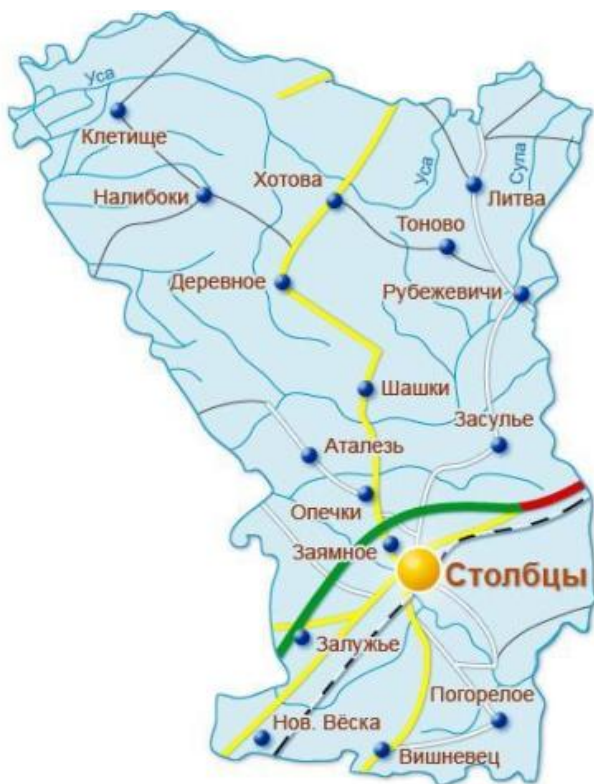 Уса
Клетище
Налибоки
Хотова
Уса
Сула
Литва
Тоново
Деревное
Рубежевичи
Шашки
Засулье
Аталезь
Опечки
Заямное
Столбцы
Залужье
Погорелое
Нов. Вёска
Вишневец